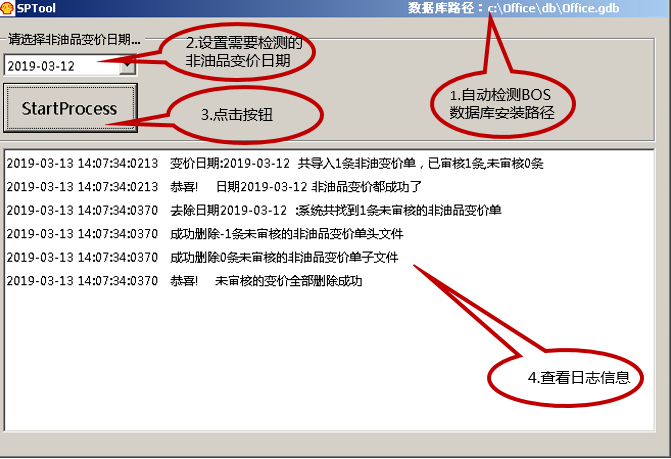 SPTool
数据库路径：c:\Office\db\Office.gdb
请选择非油品变价日期...
2019-03-12
2.设置需要检测的
非油品变价日期
StartProcess
3.点击按钮
1.自动检测BOS
数据库安装路径
2019-03-13 14:07:34:0213 变价日期:2019-03-12 共导入1条非油变价单，已审核1条,未审核0条
2019-03-13 14:07:34:0213 恭喜! 日期2019-03-12 非油品变价都成功了
2019-03-13 14:07:34:0370 去除日期2019-03-12 :系统共找到1条未审核的非油品变价单
2019-03-13 14:07:34:0370 成功删除-1条未审核的非油品变价单头文件
2019-03-13 14:07:34:0370 成功删除0条未审核的非油品变价单子文件
2019-03-13 14:07:34:0370 恭喜! 未审核的变价全部删除成功
4.查看日志信息